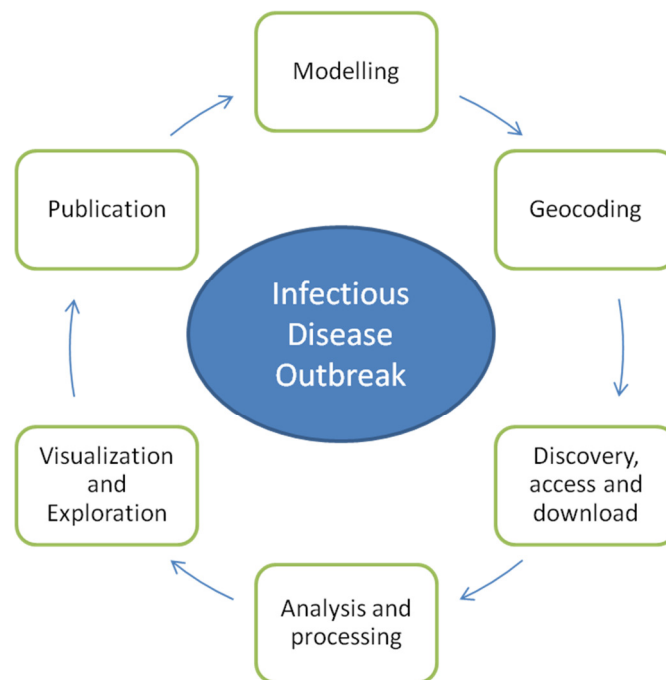 Modelling
Publication
Geocoding
Infectious
Disease
Outbreak
Visualization
and
Exploration
Discovery,
access and
download
Analysis and
processing